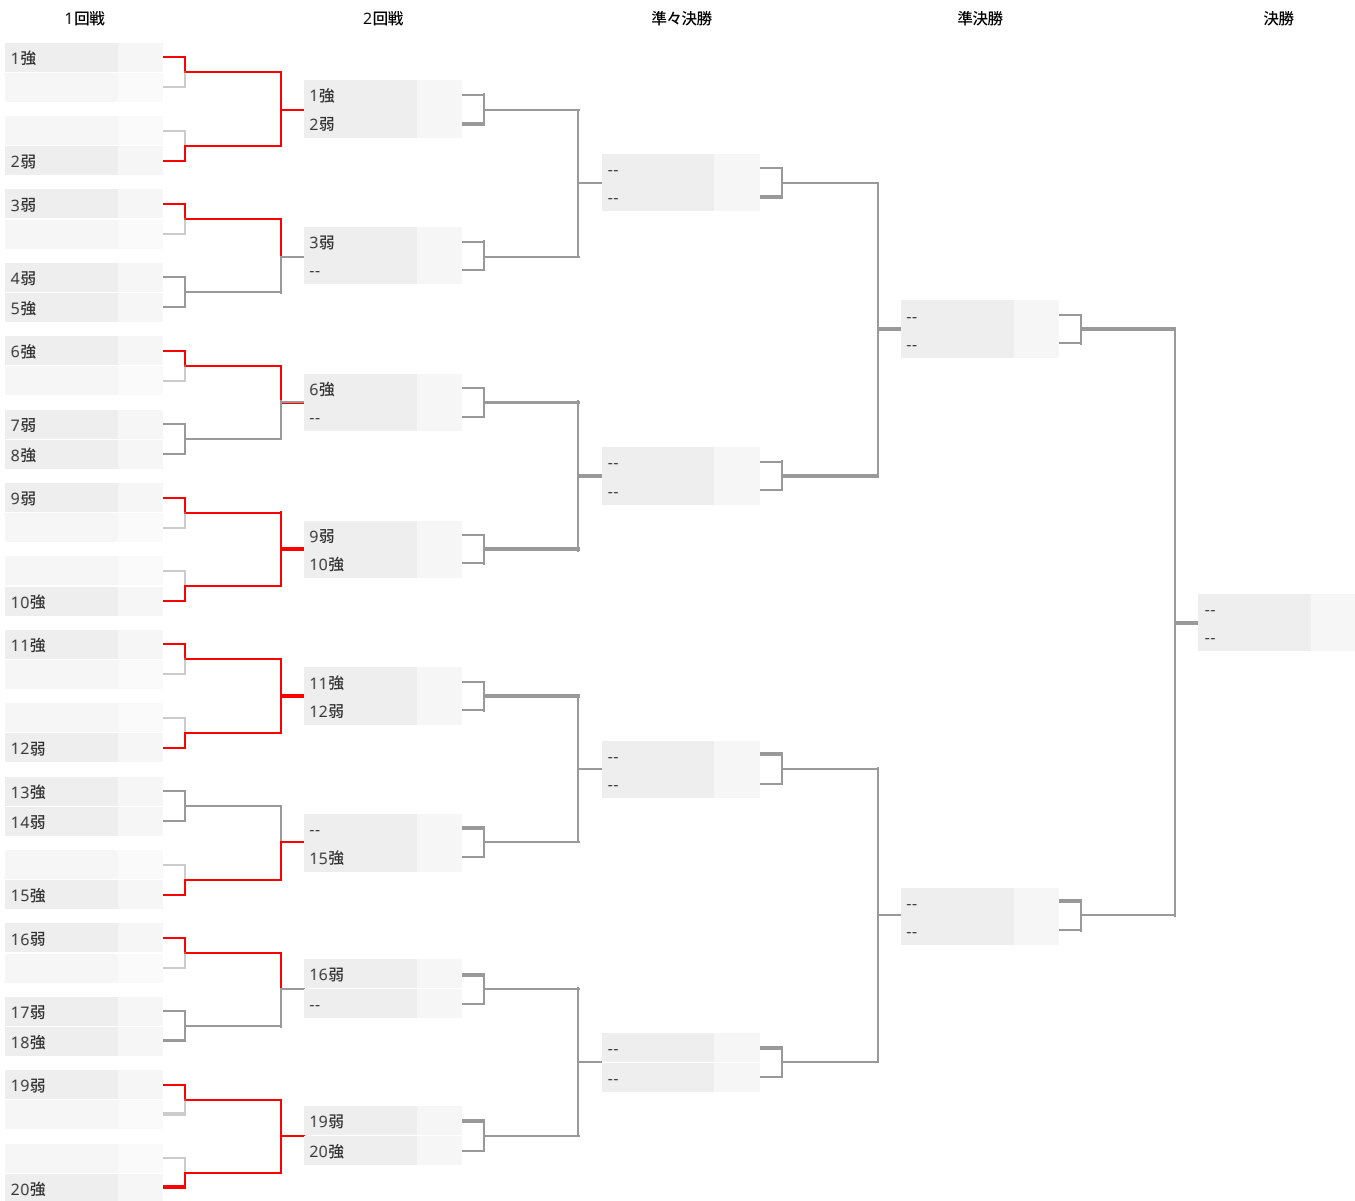 1回戦
2回戦
準々決勝
準決勝
決勝
1強
2弱
3弱
4弱
5強
6強
7弱
8強
9弱
10強
11強
12弱
13強
14弱
15強
16弱
17弱
18強
19弱
20強
1強
2弱
3弱
--
6強
--
9弱
10強
11強
12弱
--
15強
16弱
--
19弱
20強
--
--
--
--
--
--
--
--
--
--
--
--
--
--